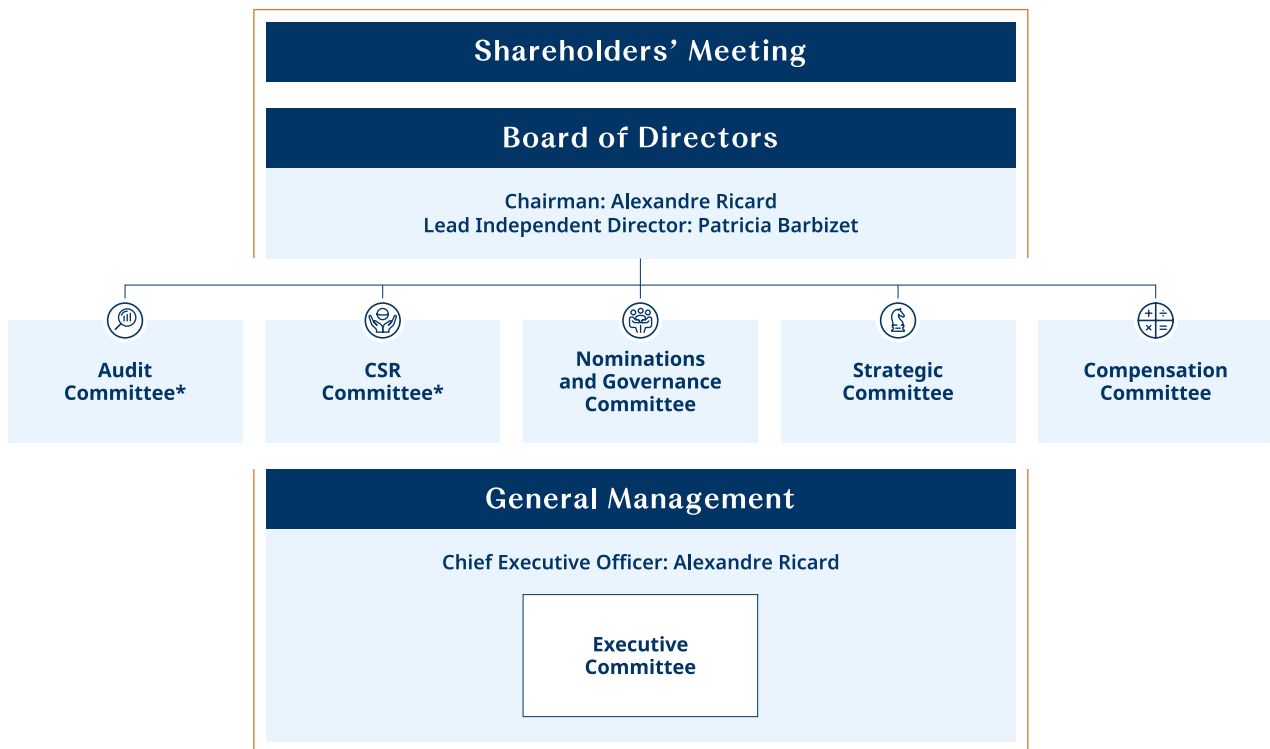 Shareholders’ Meeting
Board of Directors
Chairman: Alexandre Ricard
Lead Independent Director: Patricia Barbizet
Audit
Committee*
CSR
Committee*
Nominations
and Governance
Committee
Strategic
Committee
Compensation
Committee
General Management
Chief Executive Officer: Alexandre Ricard
Executive
Committee